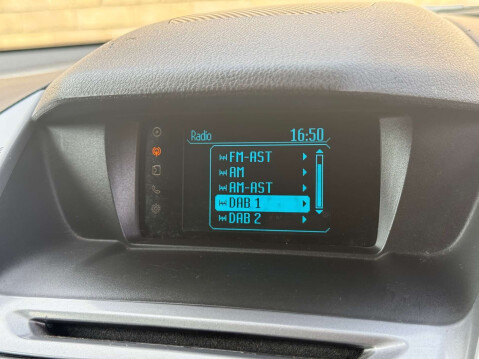 Radio 16:50
FM-AST
AM
AM-AST
DAB 1
DAB 2